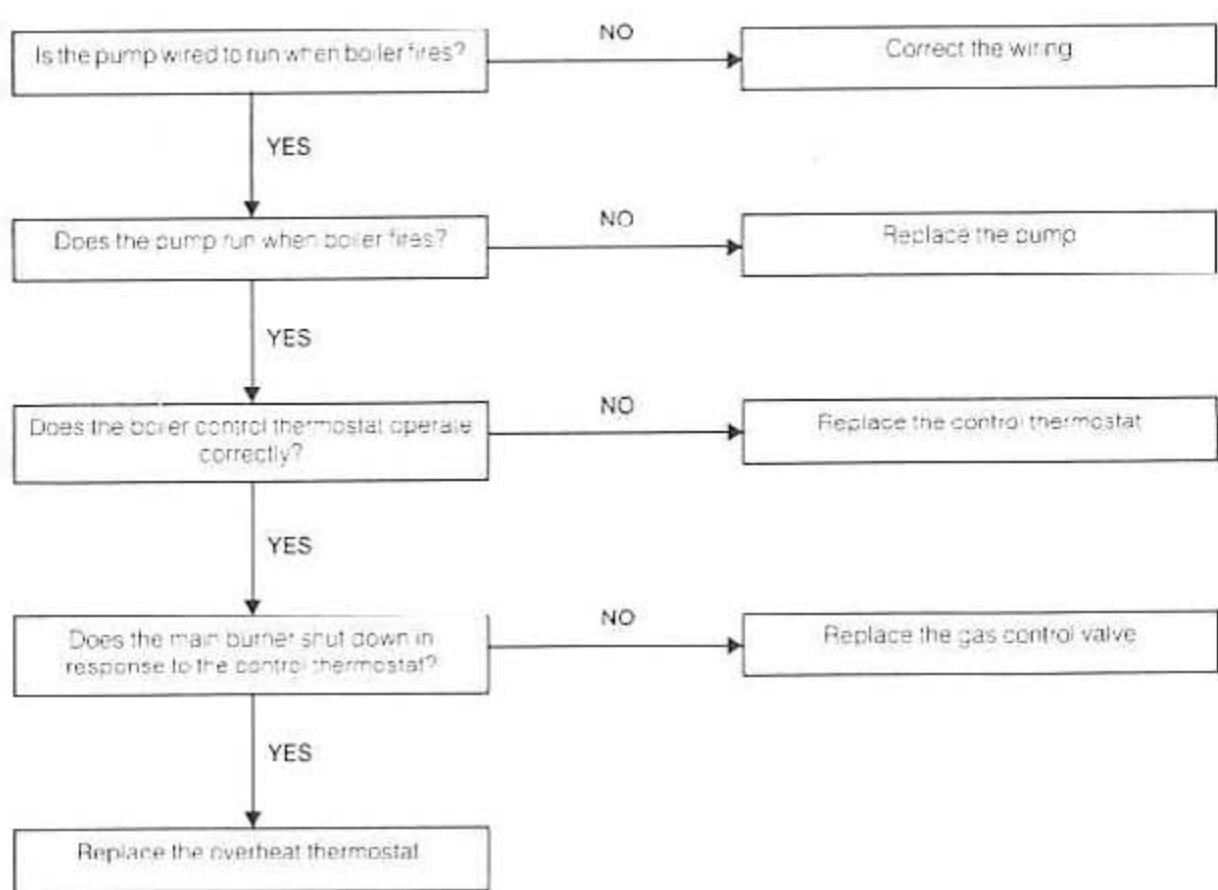 Is the pump wired to run when boiler fires?
NO
Correct the wiring
YES
Does the pump run when boiler fires?
NO
Replace the pump
YES
Does the boiler control thermostat operate
correctly?
NO
Replace the control thermostat
YES
Does the main burner shut down in
response to the control thermostat?
NO
Replace the gas control valve
YES
Replace the overheat thermostat